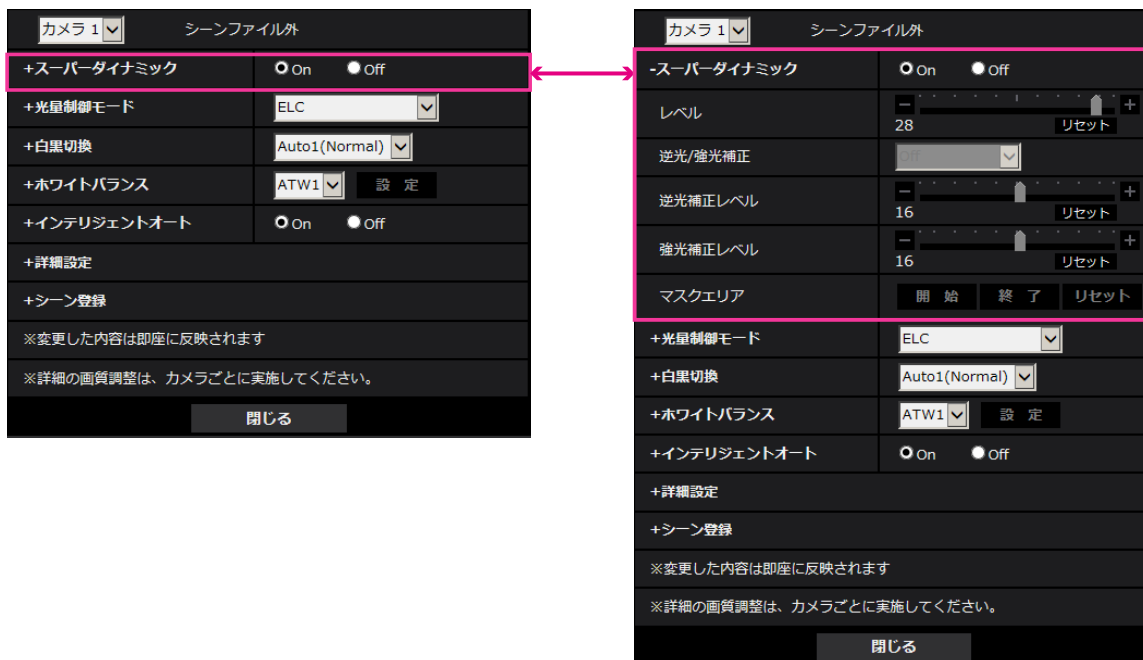 カメラ 1 シーンファイル外
+スーパーダイナミック On Off
+光量制御モード ELC
+白黒切換 Auto1(Normal)
+ホワイトバランス ATW1 設 定
+インテリジェントオート On Off
+詳細設定
+シーン登録
※変更した内容は即座に反映されます
※詳細の画質調整は、カメラごとに実施してください。
閉じる
カメラ 1 シーンファイル外
-スーパーダイナミック On Off
レベル - +
28 リセット
逆光/強光補正 Off
逆光補正レベル - +
16 リセット
強光補正レベル - +
16 リセット
マスクエリア 開 始 終 了 リセット
+光量制御モード ELC
+白黒切換 Auto1(Normal)
+ホワイトバランス ATW1 設 定
+インテリジェントオート On Off
+詳細設定
+シーン登録
※変更した内容は即座に反映されます
※詳細の画質調整は、カメラごとに実施してください。
閉じる